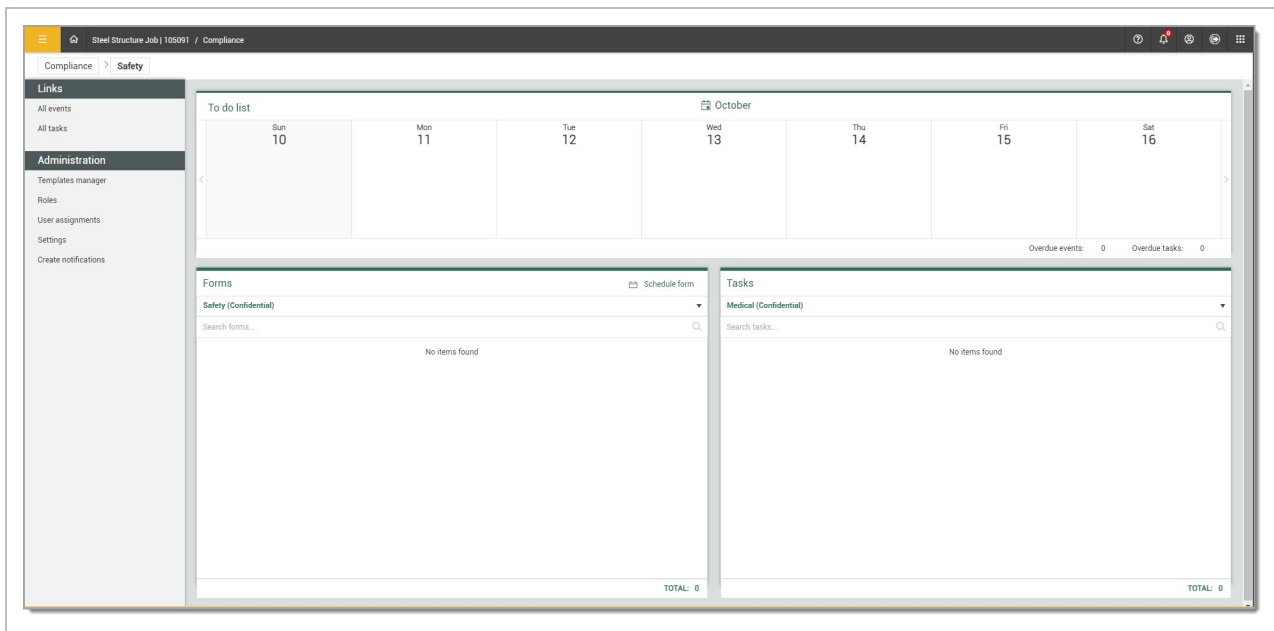 Steel Structure Job | 105091 / Compliance
Compliance > Safety
Links
All events
All tasks
Administration
Templates manager
Roles
User assignments
Settings
Create notifications
To do list
October
Sun Mon Tue Wed Thu Fri Sat
10 11 12 13 14 15 16
Overdue events: 0 Overdue tasks: 0
Forms
Schedule form
Safety (Confidential)
Search forms...
No items found
TOTAL: 0
Tasks
Medical (Confidential)
Search tasks...
No items found
TOTAL: 0